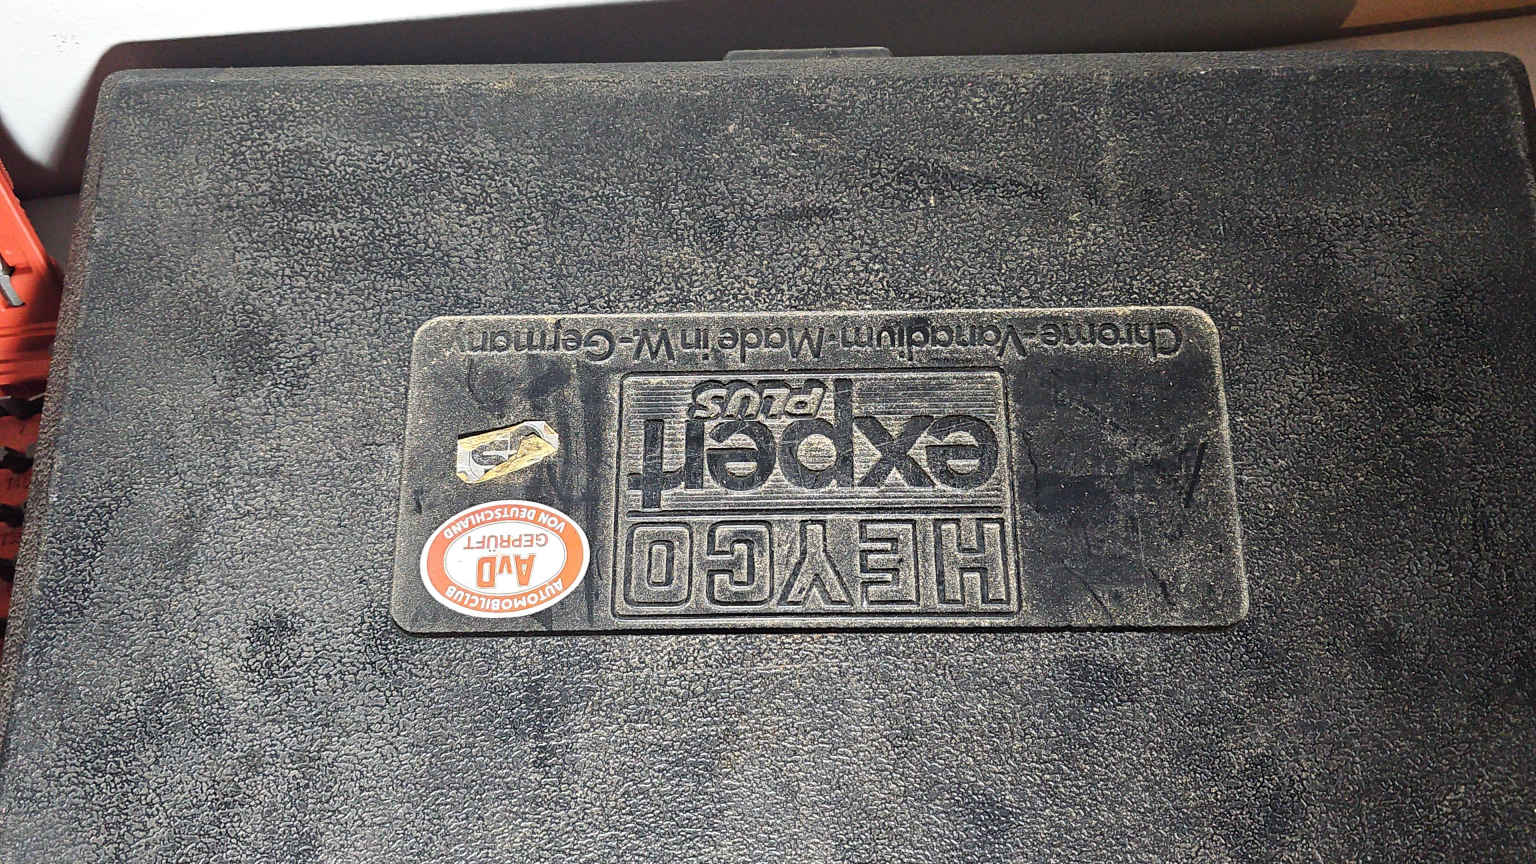 HEYCO
expert
PLUS
Chrome-Vanadium·Made in W.-Germany
AUTOMOBILCLUB
AvD
GEPRÜFT
VON DEUTSCHLAND